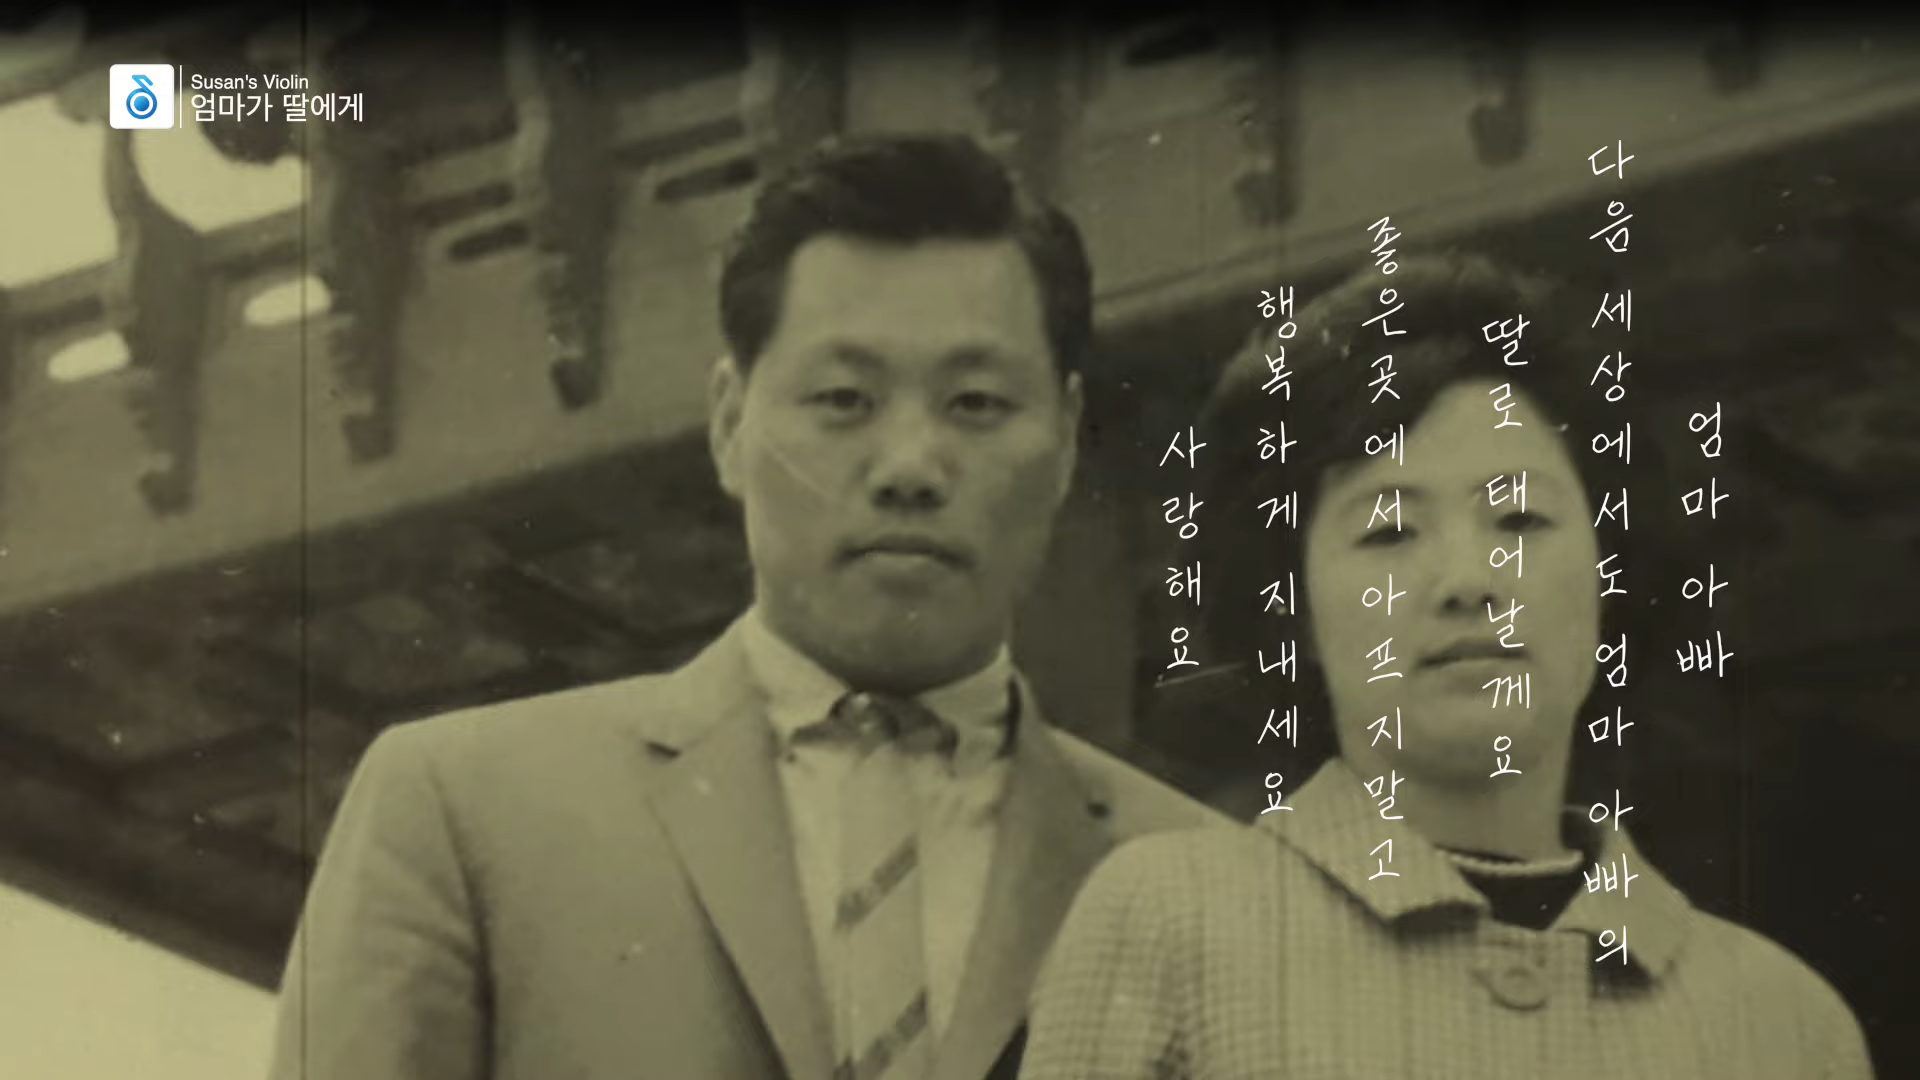 Susan's Violin
엄마가 딸에게
엄마 아빠
다음 세상에서도 엄마 아빠의
딸로 태어날께요
좋은곳에서 아프지말고
행복하게 지내세요
사랑해요